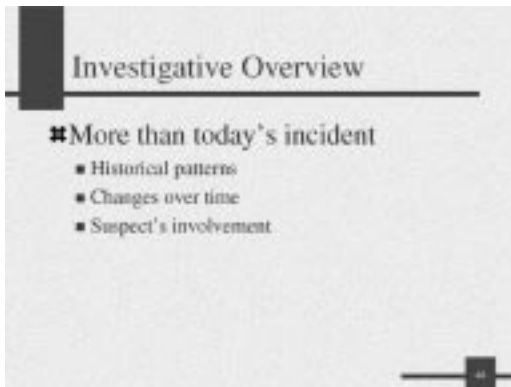 Investigative Overview
More than today's incident
Historical patterns
Changes over time
Suspect's involvement